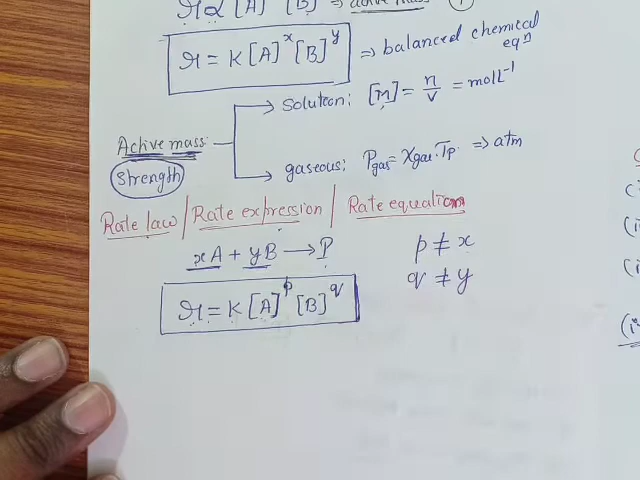 r ∝ [A] [B] ⇒ active mass
r = K[A]^x [B]^y ⇒ balanced chemical eqn
Active mass
Strength
Solution: [M] = n/V = mol L^-1
gaseous: Pgas = Xgas . Tp ⇒ atm
Rate law / Rate expression / Rate equation
xA + yB → P
p ≠ x
q ≠ y
r = K[A]^p [B]^q